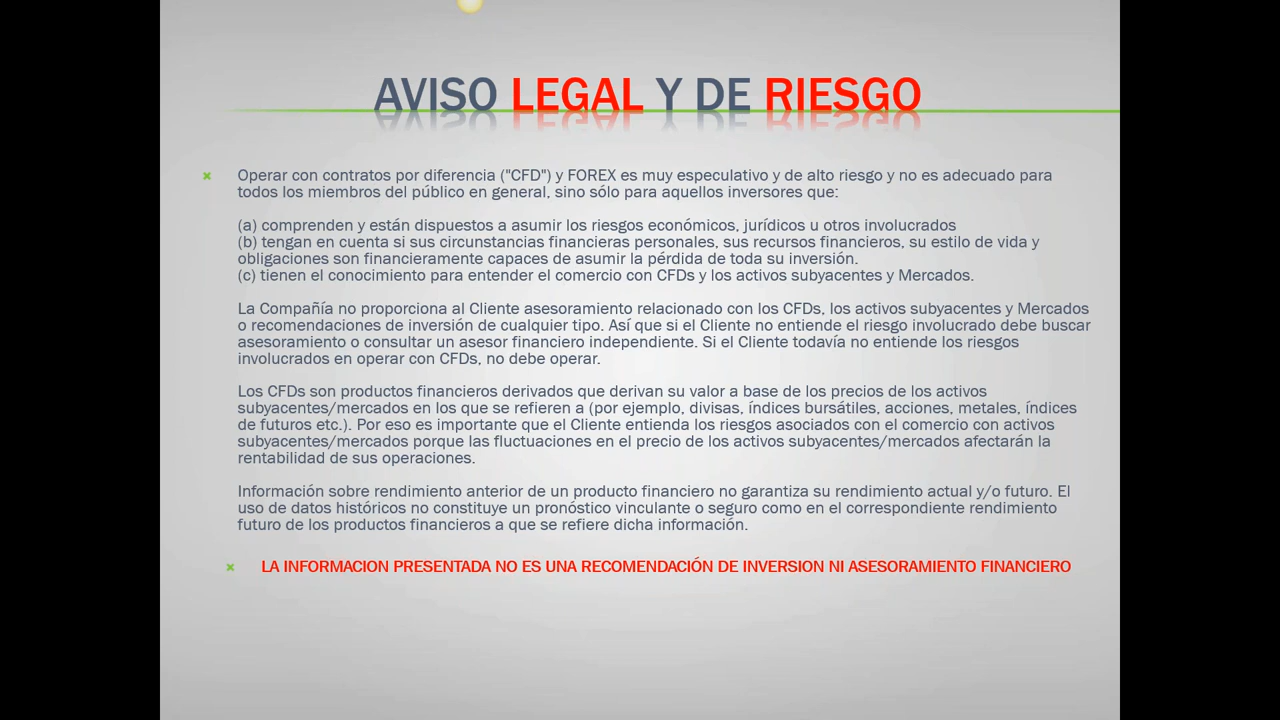 AVISO LEGAL Y DE RIESGO
Operar con contratos por diferencia ("CFD") y FOREX es muy especulativo y de alto riesgo y no es adecuado para
todos los miembros del público en general, sino sólo para aquellos inversores que:
(a) comprenden y están dispuestos a asumir los riesgos económicos, jurídicos u otros involucrados
(b) tengan en cuenta si sus circunstancias financieras personales, sus recursos financieros, su estilo de vida y
obligaciones son financieramente capaces de asumir la pérdida de toda su inversión.
(c) tienen el conocimiento para entender el comercio con CFDs y los activos subyacentes y Mercados.
La Compañía no proporciona al Cliente asesoramiento relacionado con los CFDs, los activos subyacentes y Mercados
o recomendaciones de inversión de cualquier tipo. Así que si el Cliente no entiende el riesgo involucrado debe buscar
asesoramiento o consultar un asesor financiero independiente. Si el Cliente todavía no entiende los riesgos
involucrados en operar con CFDs, no debe operar.
Los CFDs son productos financieros derivados que derivan su valor a base de los precios de los activos
subyacentes/mercados en los que se refieren a (por ejemplo, divisas, índices bursátiles, acciones, metales, índices
de futuros etc.). Por eso es importante que el Cliente entienda los riesgos asociados con el comercio con activos
subyacentes/mercados porque las fluctuaciones en el precio de los activos subyacentes/mercados afectarán la
rentabilidad de sus operaciones.
Información sobre rendimiento anterior de un producto financiero no garantiza su rendimiento actual y/o futuro. El
uso de datos históricos no constituye un pronóstico vinculante o seguro como en el correspondiente rendimiento
futuro de los productos financieros a que se refiere dicha información.
LA INFORMACION PRESENTADA NO ES UNA RECOMENDACIÓN DE INVERSION NI ASESORAMIENTO FINANCIERO